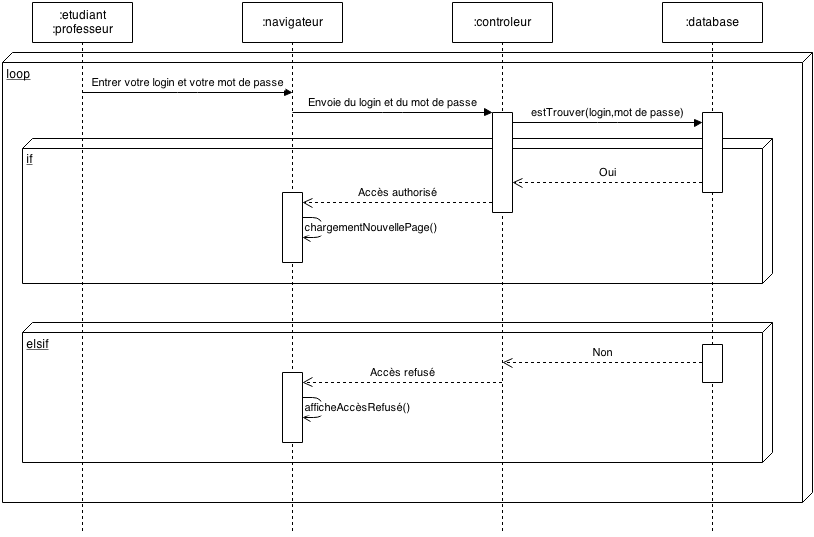 :etudiant
:professeur
:navigateur
:controleur
:database
loop
Entrer votre login et votre mot de passe
Envoie du login et du mot de passe
estTrouver(login,mot de passe)
if
Oui
Accès authorisé
chargementNouvellePage()
elsif
Non
Accès refusé
afficheAccèsRefusé()